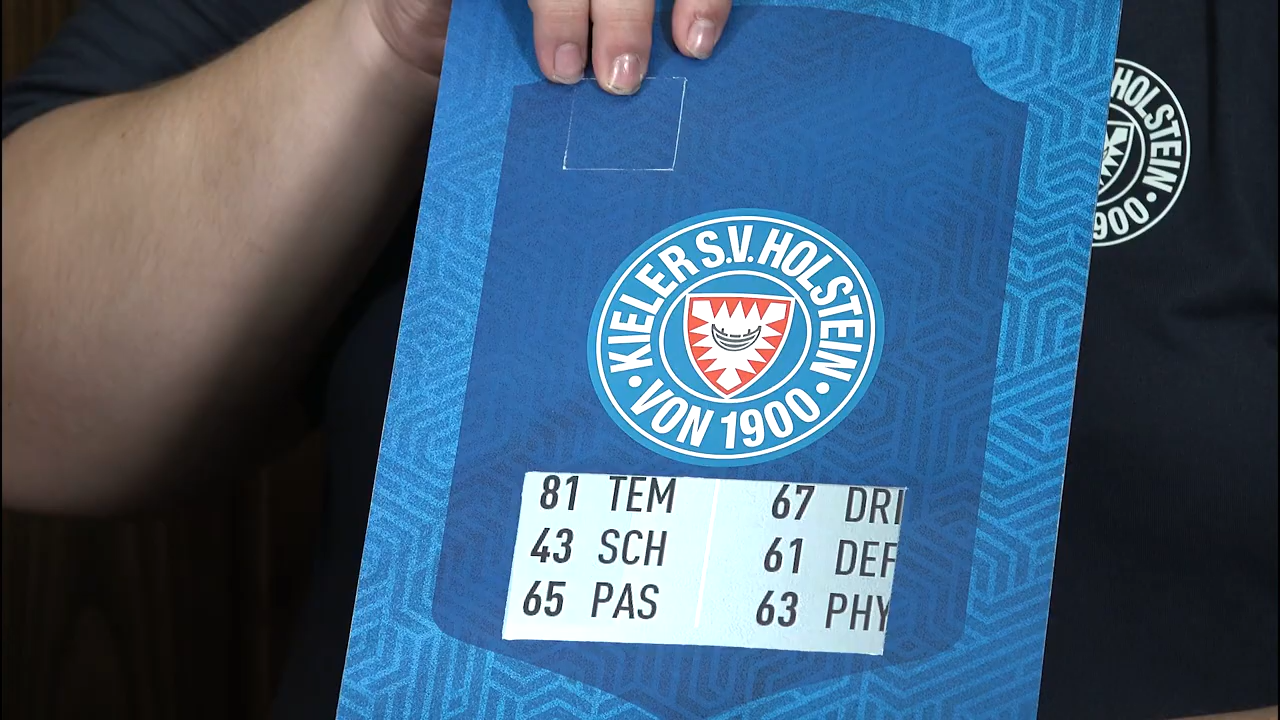 KIELER S.V. HOLSTEIN
• VON 1900 •
HOLSTEIN •
1900
81 TEM 67 DRI
43 SCH 61 DEF
65 PAS 63 PHY